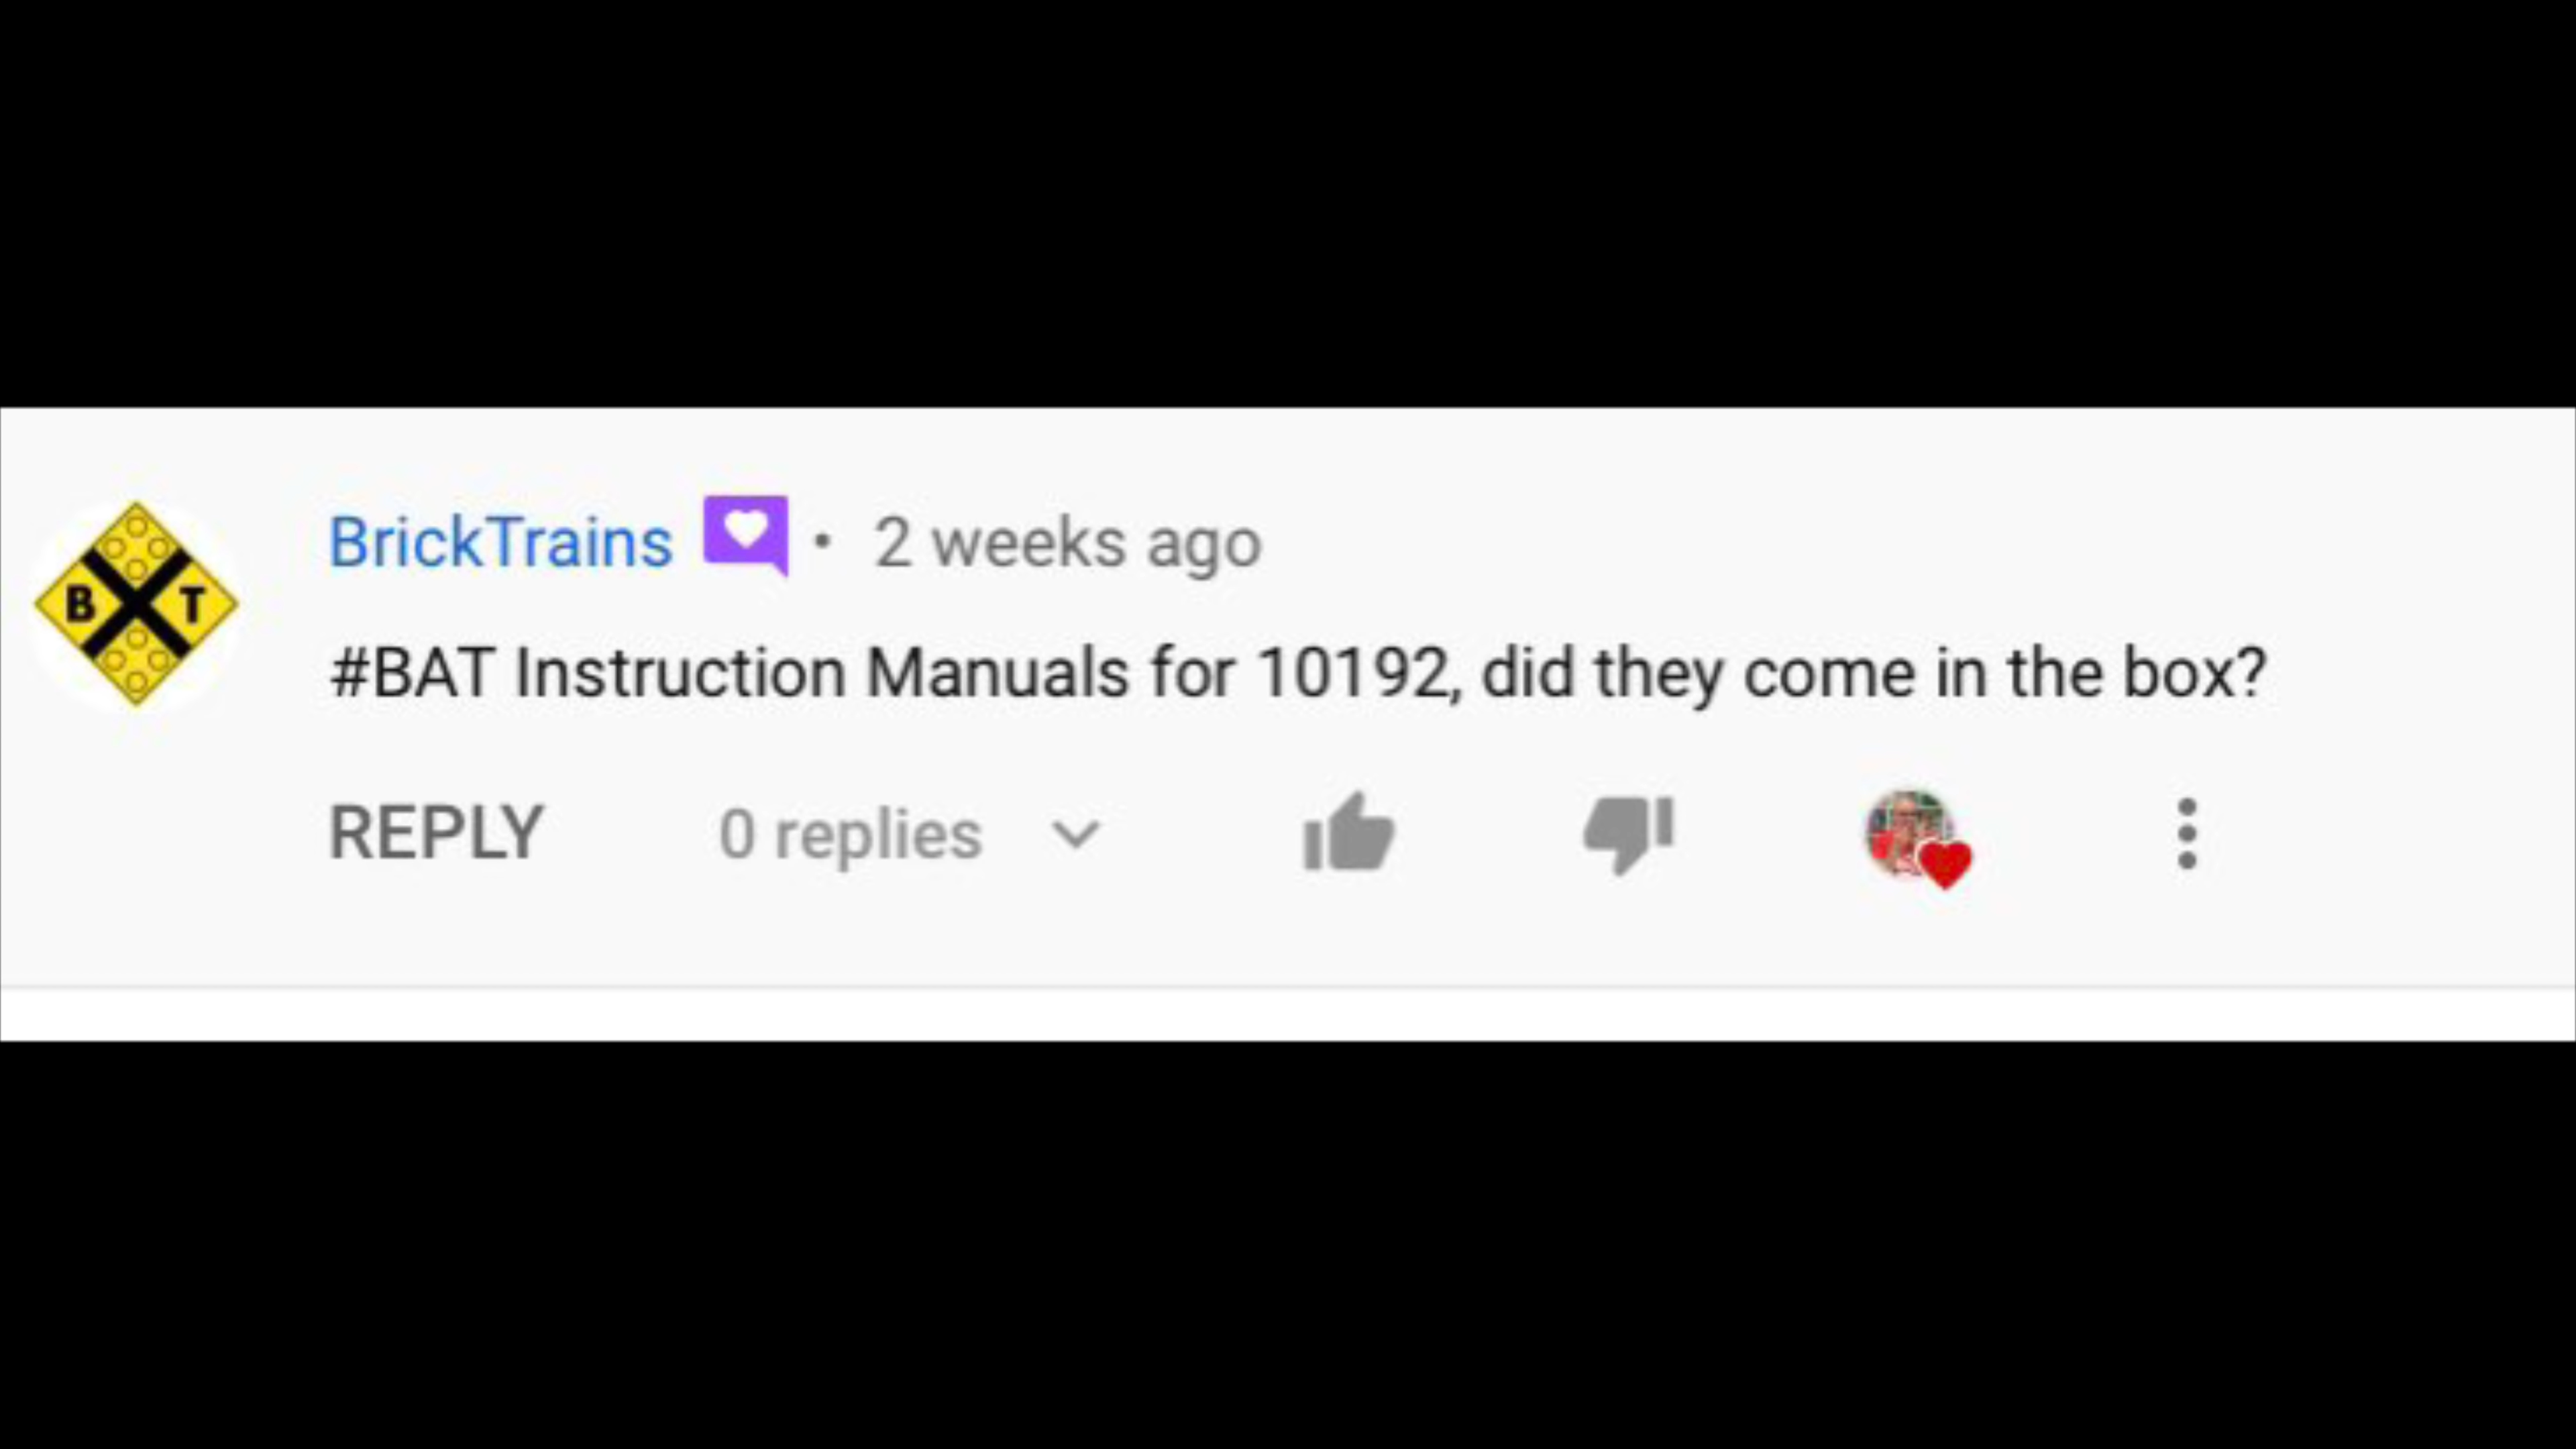 B T
BrickTrains • 2 weeks ago
#BAT Instruction Manuals for 10192, did they come in the box?
REPLY 0 replies